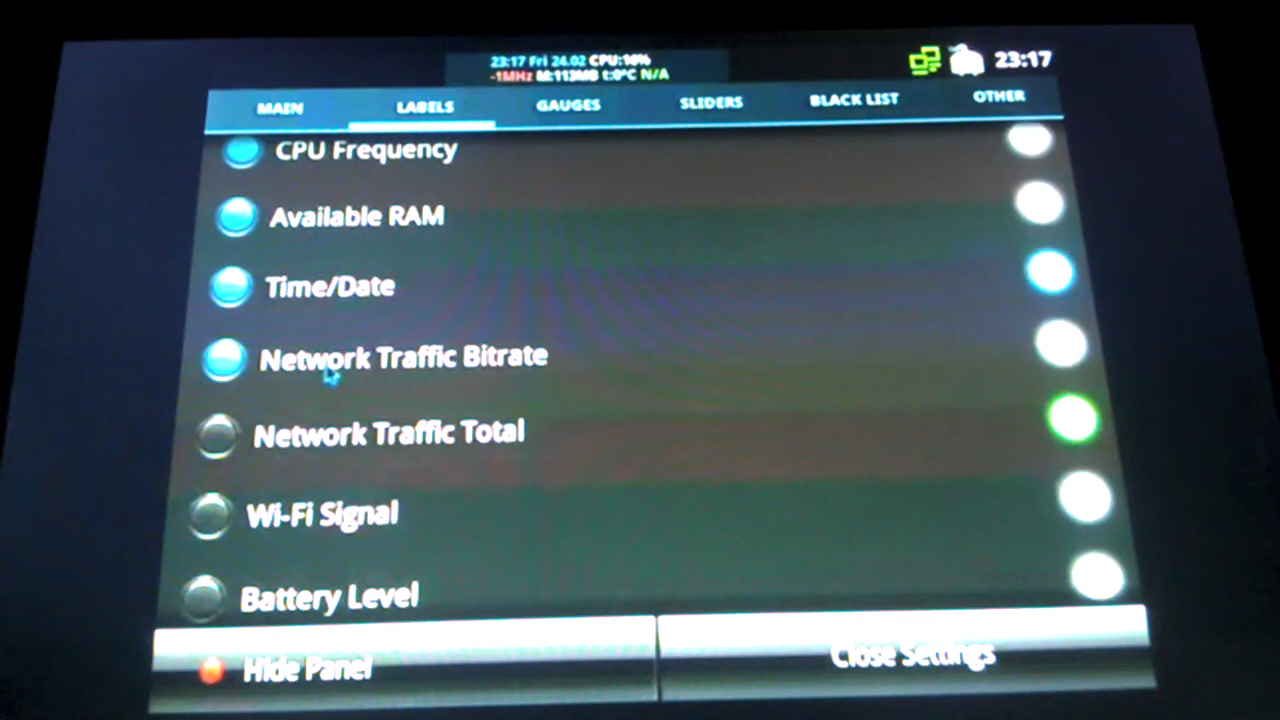 23:17 Fri 24.02 CPU:16%
-1MHz M:113MB t:0°C N/A
23:17
MAIN LABELS GAUGES SLIDERS BLACK LIST OTHER
CPU Frequency
Available RAM
Time/Date
Network Traffic Bitrate
Network Traffic Total
Wi-Fi Signal
Battery Level
Hide Panel Close Settings